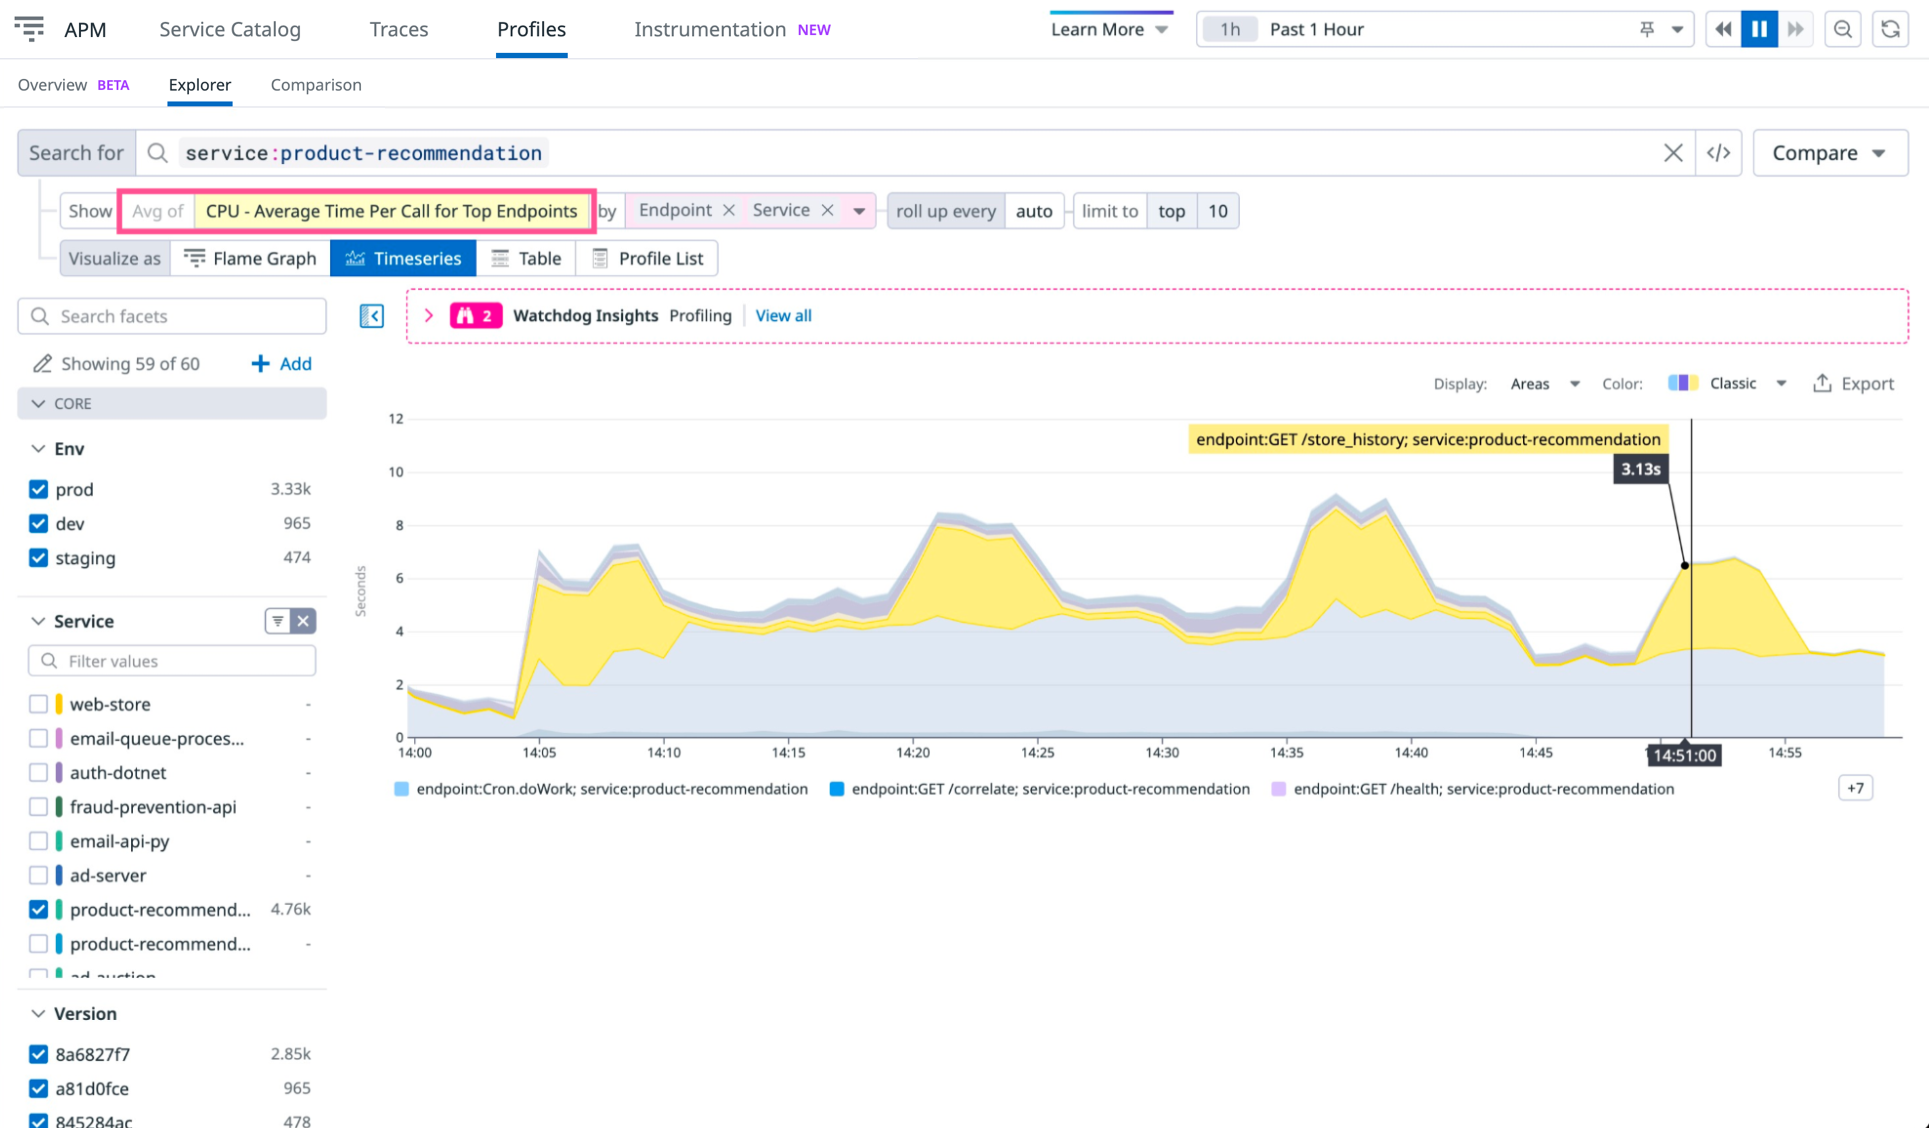 APM Service Catalog Traces Profiles Instrumentation NEW Learn More 1h Past 1 Hour
Overview BETA Explorer Comparison
Search for service:product-recommendation </> Compare
Show Avg of CPU - Average Time Per Call for Top Endpoints by Endpoint Service roll up every auto limit to top 10
Visualize as Flame Graph Timeseries Table Profile List
Search facets
2 Watchdog Insights Profiling View all
Showing 59 of 60 + Add
Display: Areas Color: Classic Export
CORE
Env
prod 3.33k
dev 965
staging 474
Service
Filter values
web-store -
email-queue-proces... -
auth-dotnet -
fraud-prevention-api -
email-api-py -
ad-server -
product-recommend... 4.76k
product-recommend... -
ad-auction
Version
8a6827f7 2.85k
a81d0fce 965
845284ac 478
Seconds
12
10
8
6
4
2
0
endpoint:GET /store_history; service:product-recommendation
3.13s
14:00 14:05 14:10 14:15 14:20 14:25 14:30 14:35 14:40 14:45 14:51:00 14:55
endpoint:Cron.doWork; service:product-recommendation endpoint:GET /correlate; service:product-recommendation endpoint:GET /health; service:product-recommendation +7